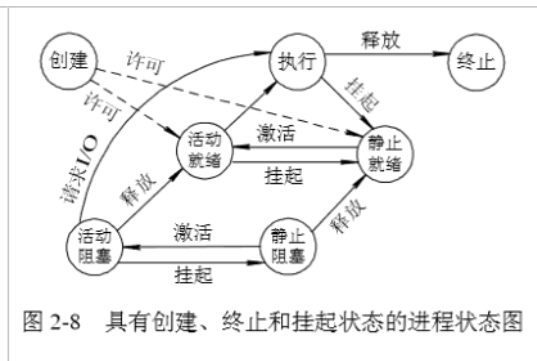 创建
许可
许可
执行
释放
终止
挂起
请求I/O
活动
就绪
激活
挂起
静止
就绪
释放
释放
活动
阻塞
激活
挂起
静止
阻塞
图 2-8 具有创建、终止和挂起状态的进程状态图